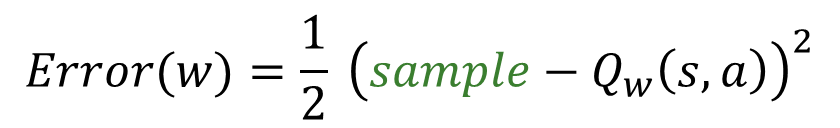 Error(w) = 1/2 (sample − Q_w(s, a))^2